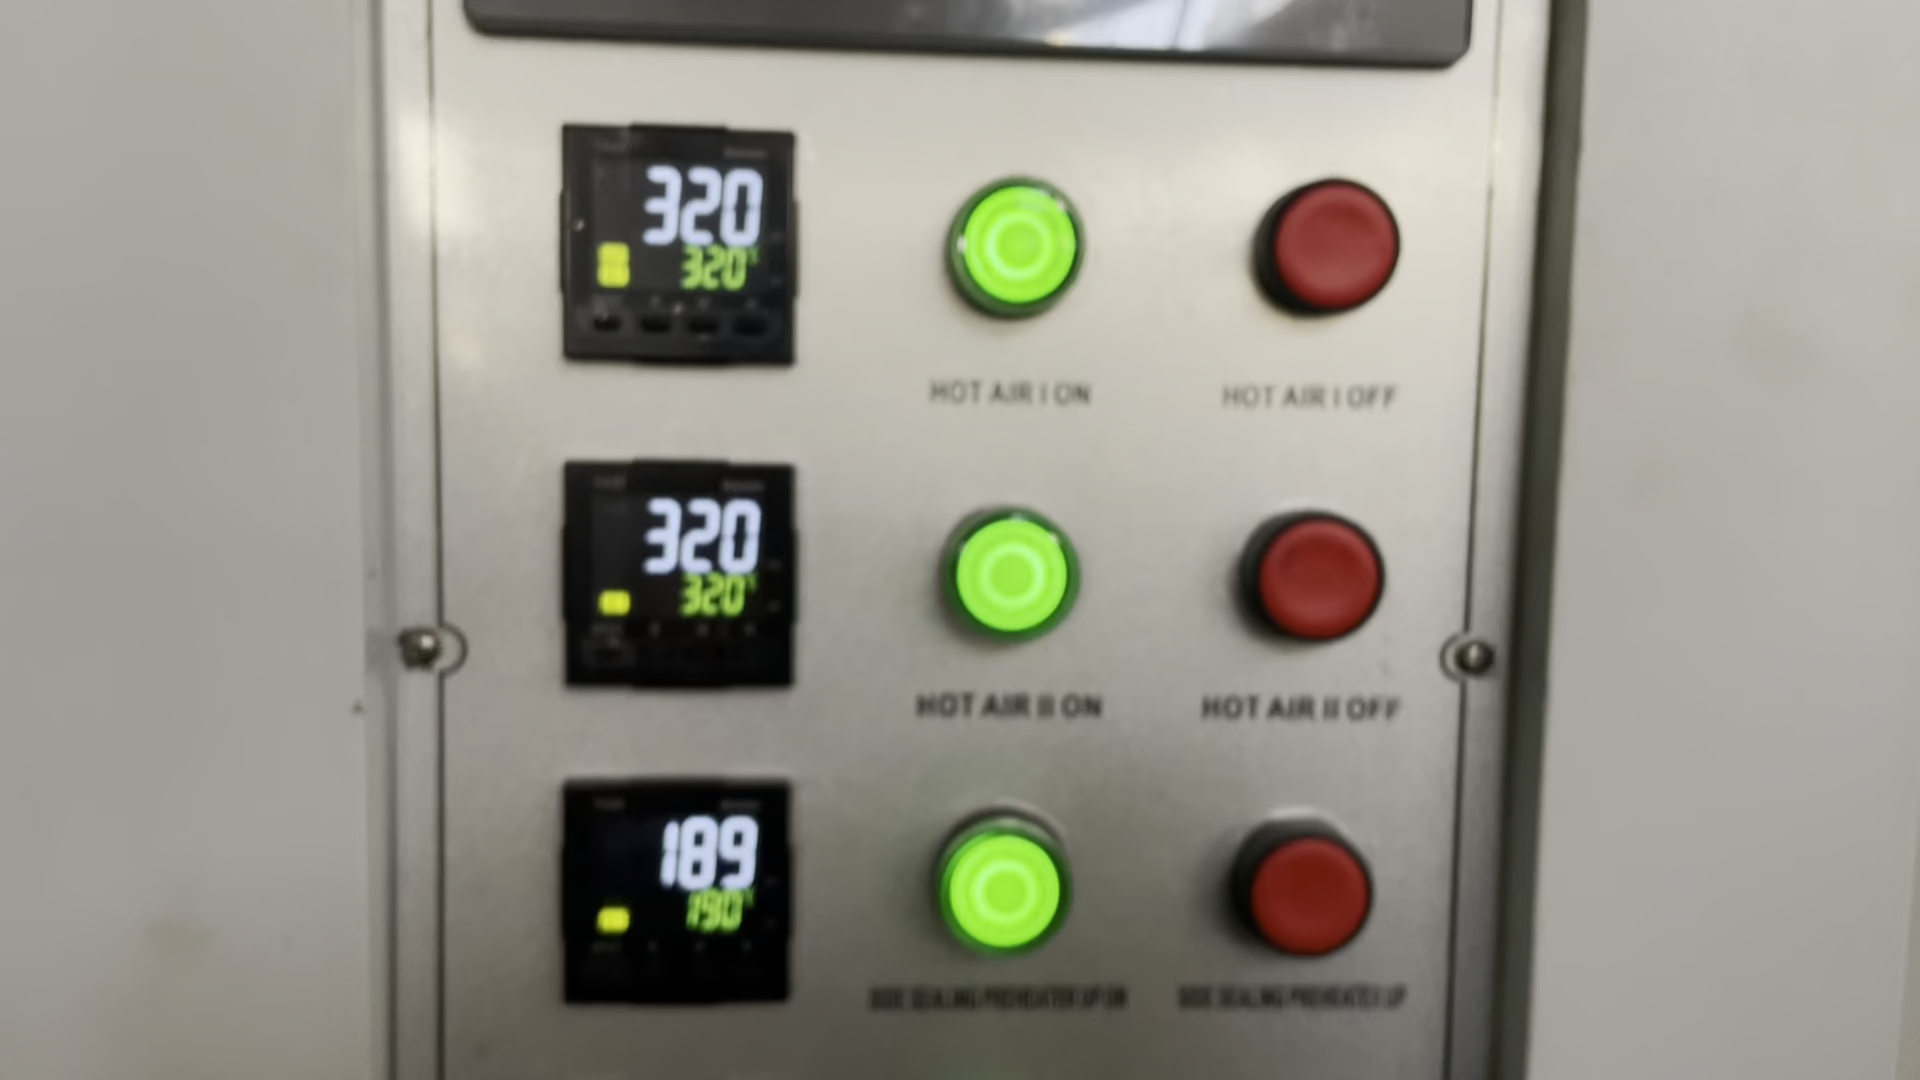 320
320
HOT AIR I ON
HOT AIR I OFF
320
320
HOT AIR II ON
HOT AIR II OFF
189
190
SIDE SEALING PREHEATER UP ON
SIDE SEALING PREHEATER UP